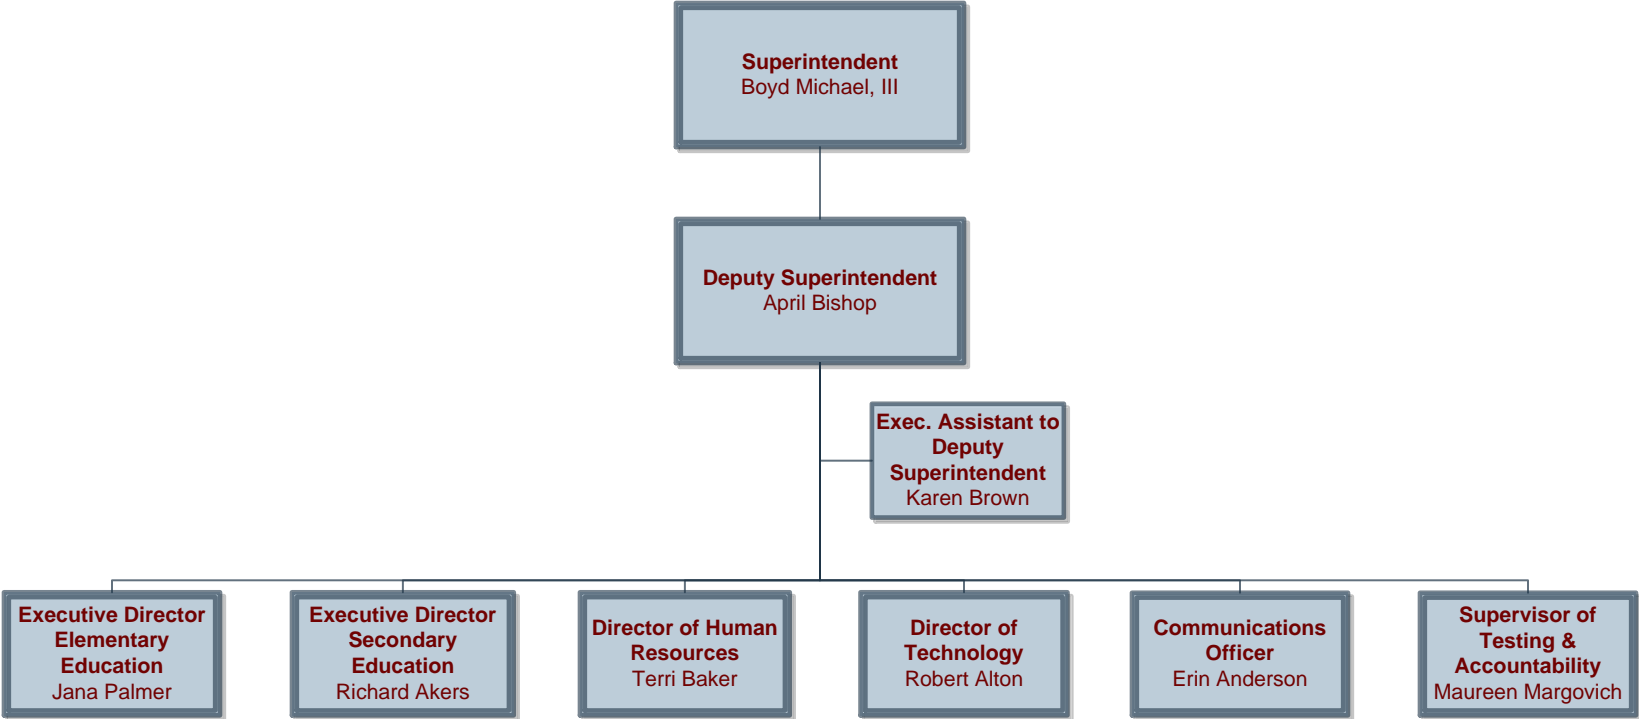 Superintendent
Boyd Michael, III
Deputy Superintendent
April Bishop
Exec. Assistant to
Deputy
Superintendent
Karen Brown
Executive Director
Elementary
Education
Jana Palmer
Executive Director
Secondary
Education
Richard Akers
Director of Human
Resources
Terri Baker
Director of
Technology
Robert Alton
Communications
Officer
Erin Anderson
Supervisor of
Testing &
Accountability
Maureen Margovich